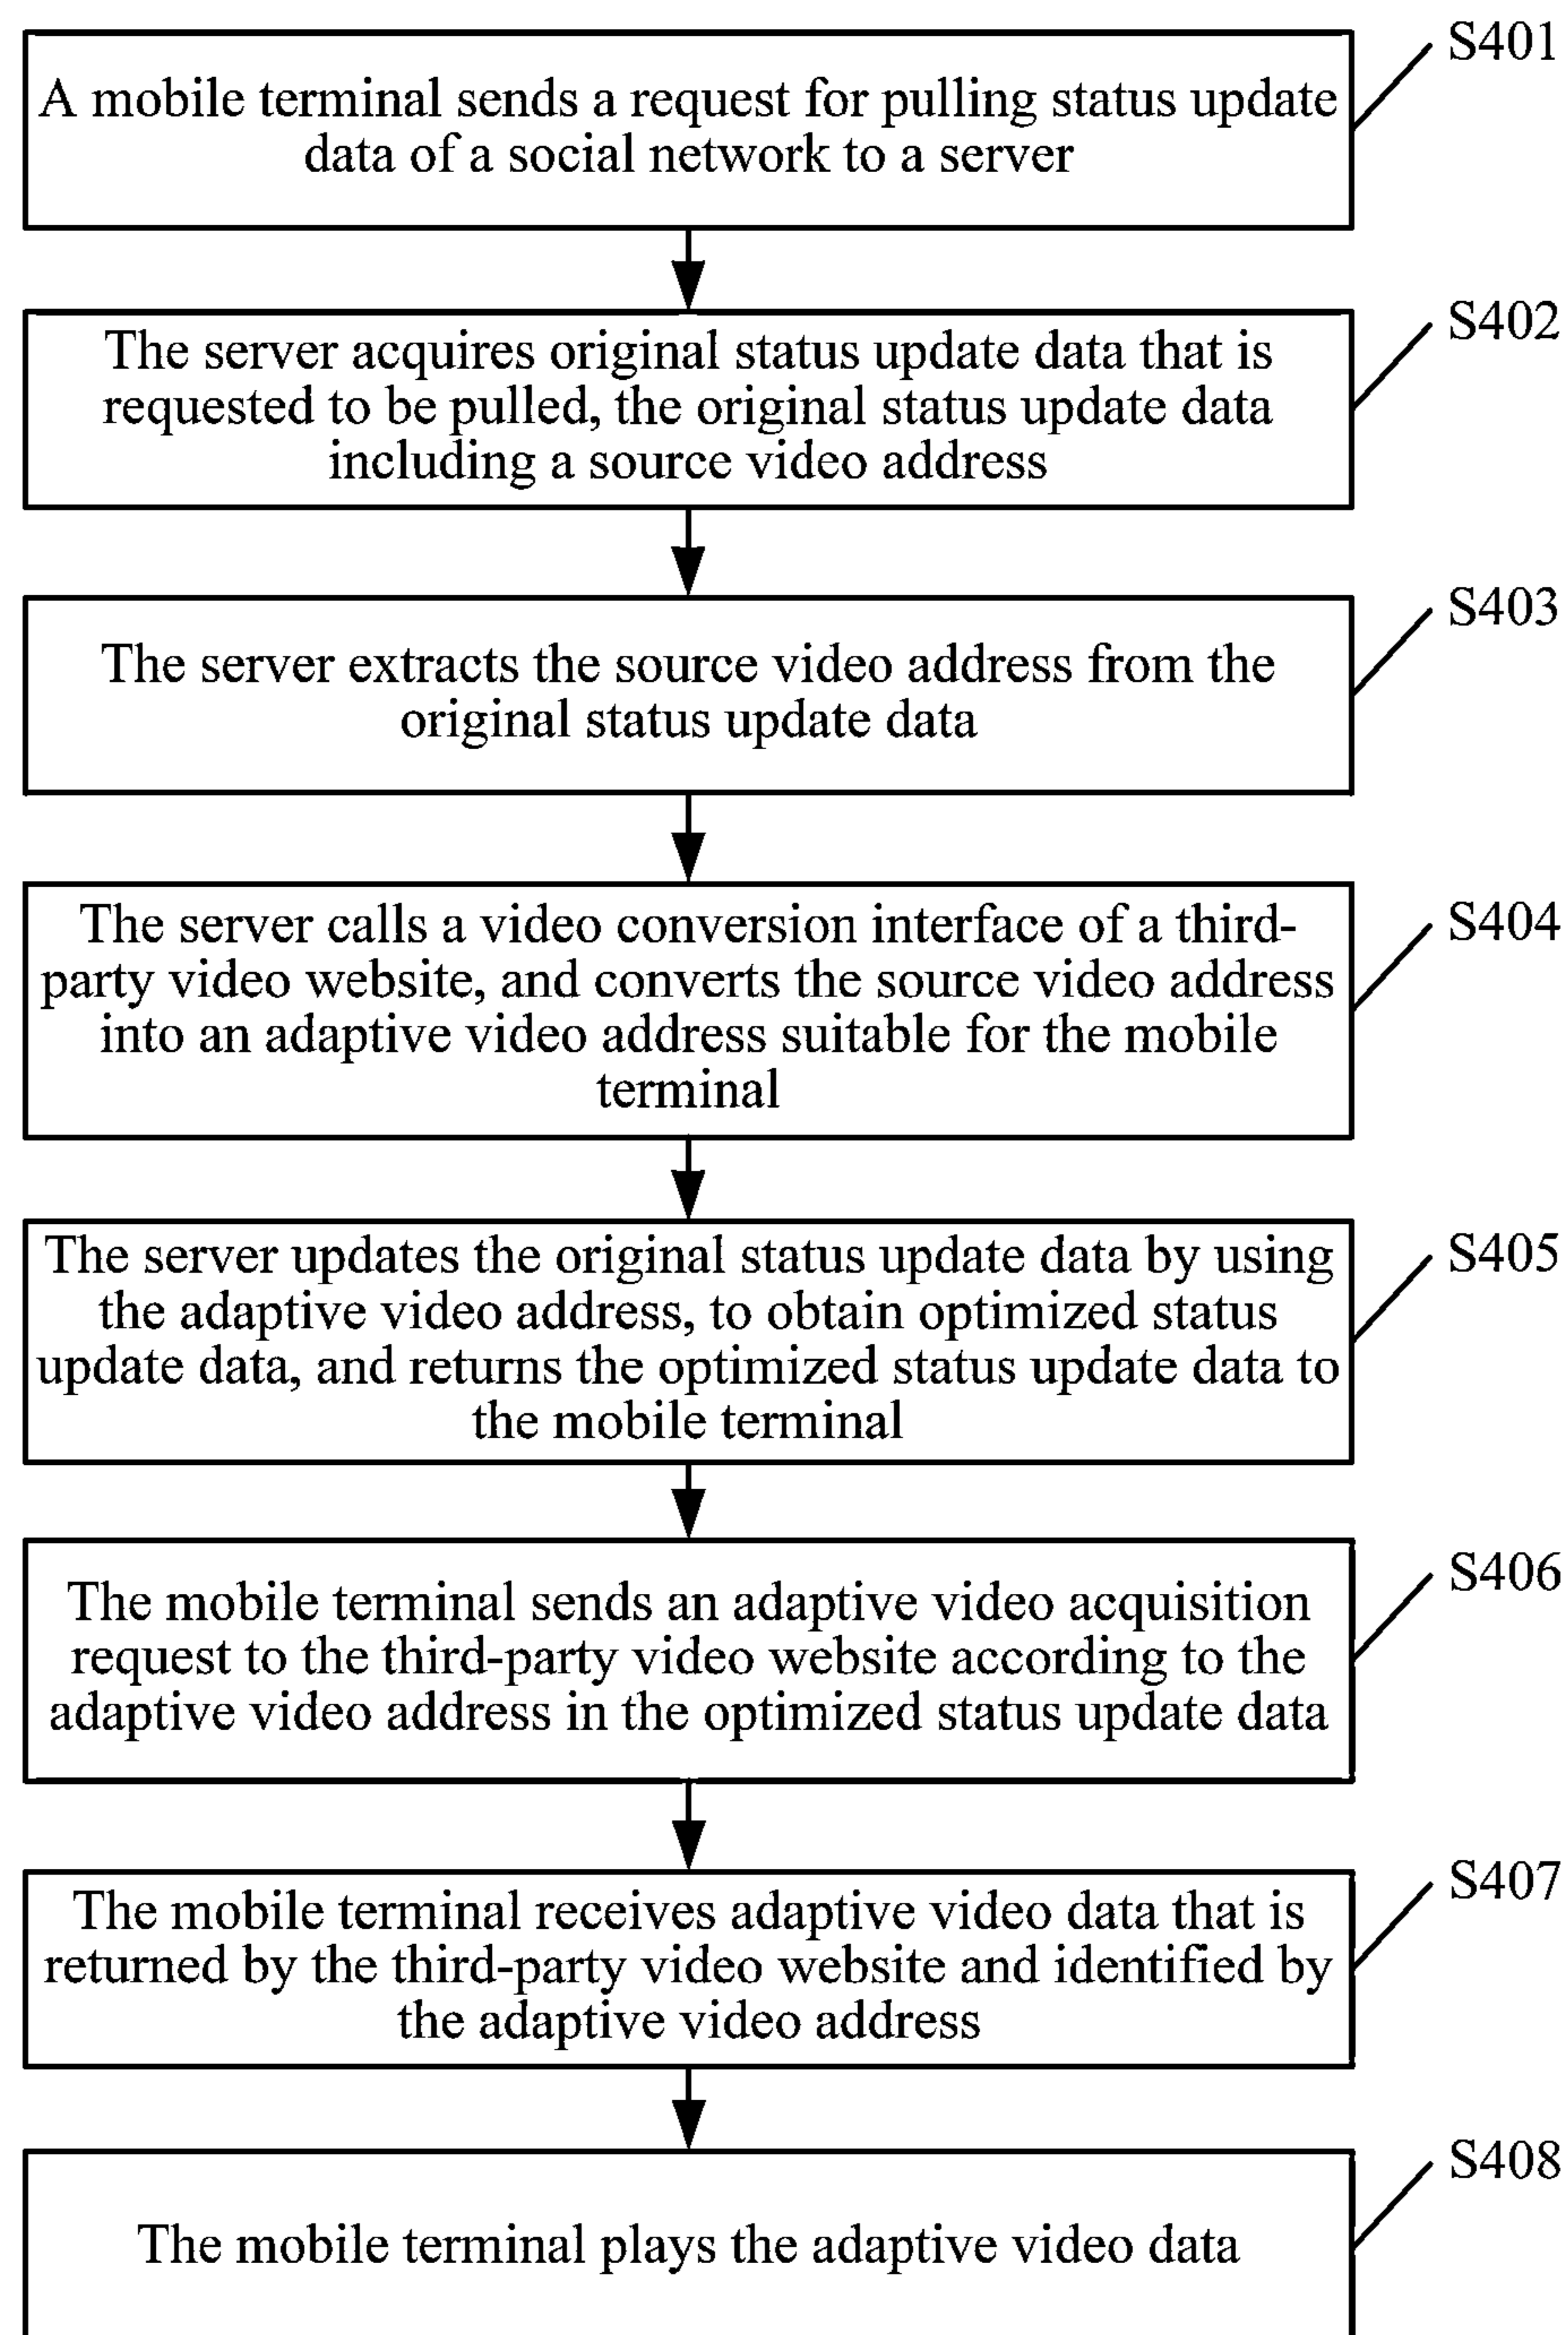 S401
A mobile terminal sends a request for pulling status update
data of a social network to a server
S402
The server acquires original status update data that is
requested to be pulled, the original status update data
including a source video address
S403
The server extracts the source video address from the
original status update data
S404
The server calls a video conversion interface of a third-
party video website, and converts the source video address
into an adaptive video address suitable for the mobile
terminal
S405
The server updates the original status update data by using
the adaptive video address, to obtain optimized status
update data, and returns the optimized status update data to
the mobile terminal
S406
The mobile terminal sends an adaptive video acquisition
request to the third-party video website according to the
adaptive video address in the optimized status update data
S407
The mobile terminal receives adaptive video data that is
returned by the third-party video website and identified by
the adaptive video address
S408
The mobile terminal plays the adaptive video data